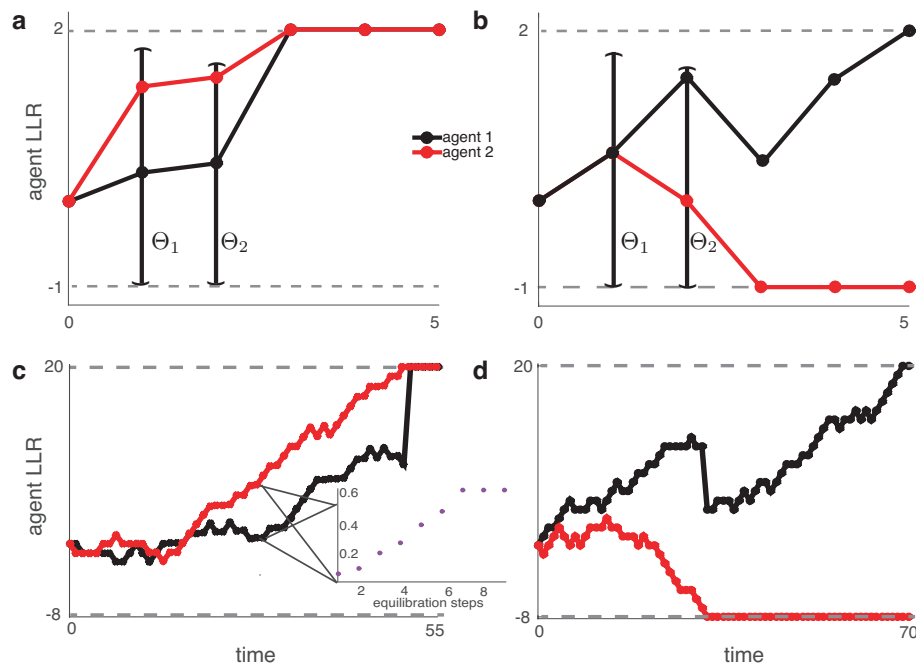 a
b
2
2
agent LLR
agent 1
agent 2
Θ1
Θ2
Θ1
Θ2
-1
-1
0
5
0
5
c
d
20
20
agent LLR
0.6
0.4
0.2
2 4 6 8
equilibration steps
-8
-8
0
55
0
70
time
time